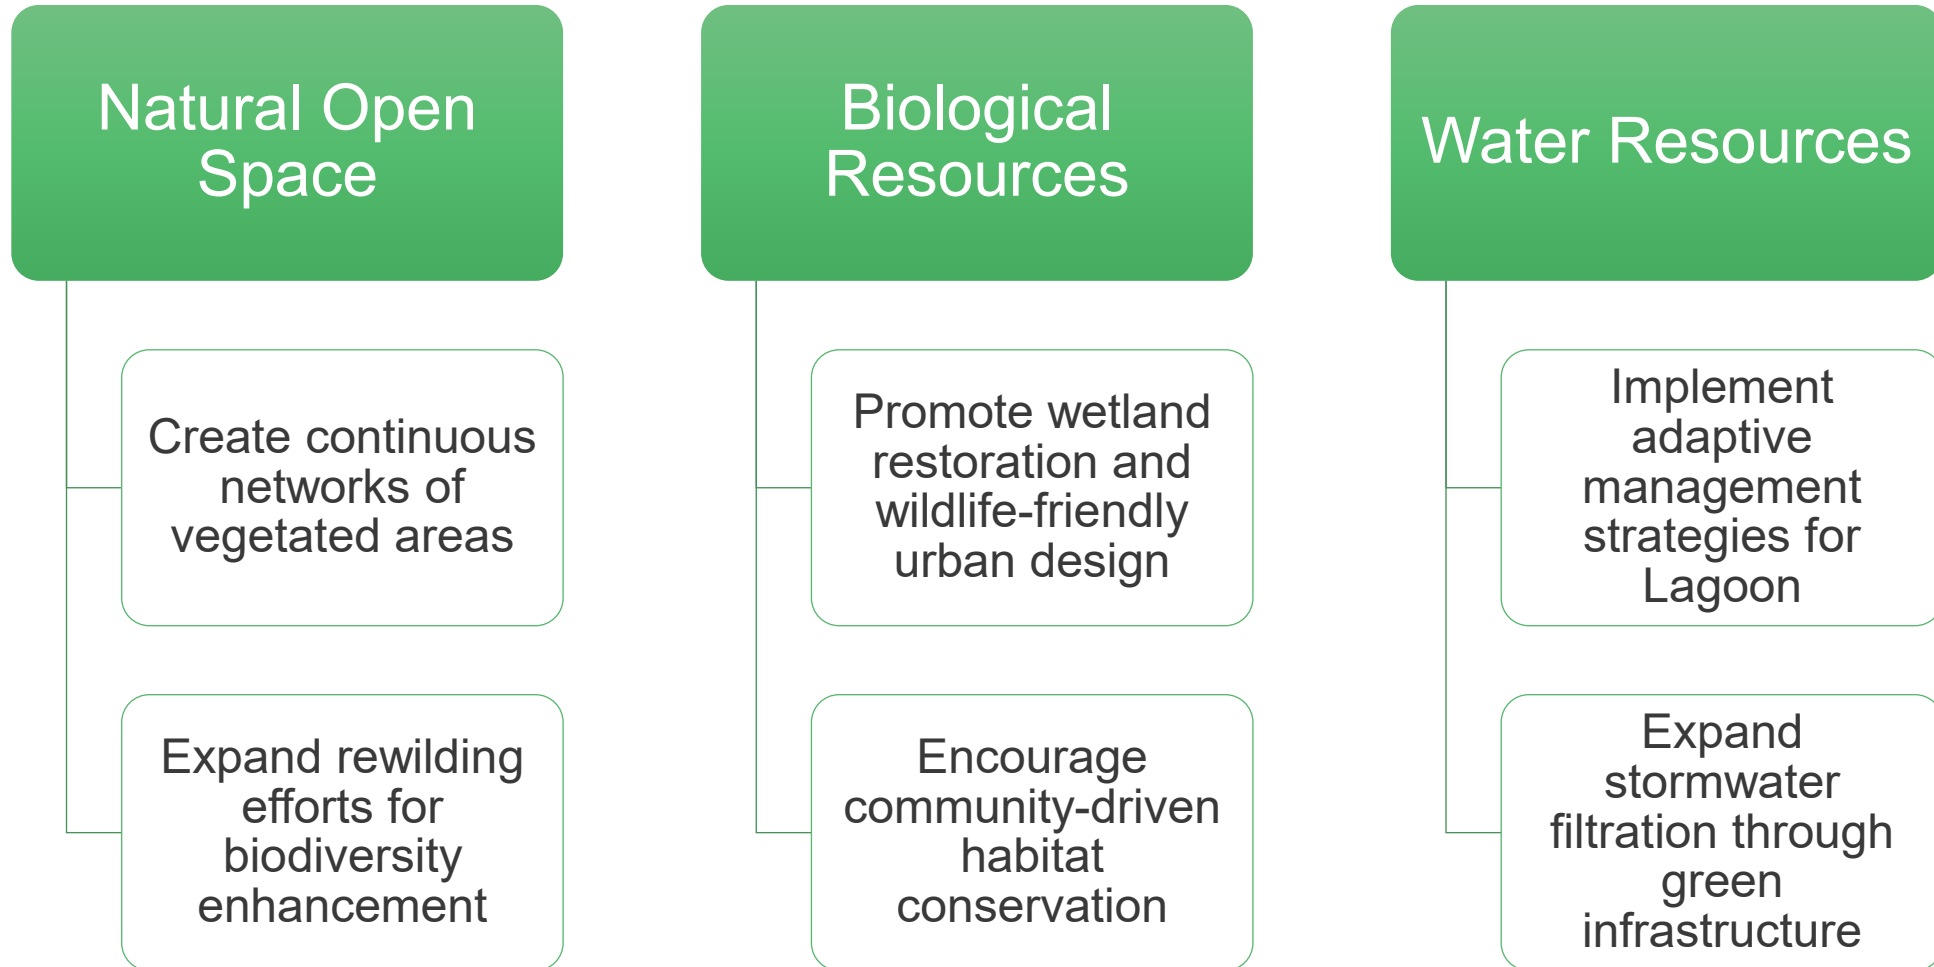 Natural Open
Space
Create continuous
networks of
vegetated areas
Expand rewilding
efforts for
biodiversity
enhancement
Biological
Resources
Promote wetland
restoration and
wildlife-friendly
urban design
Encourage
community-driven
habitat
conservation
Water Resources
Implement
adaptive
management
strategies for
Lagoon
Expand
stormwater
filtration through
green
infrastructure